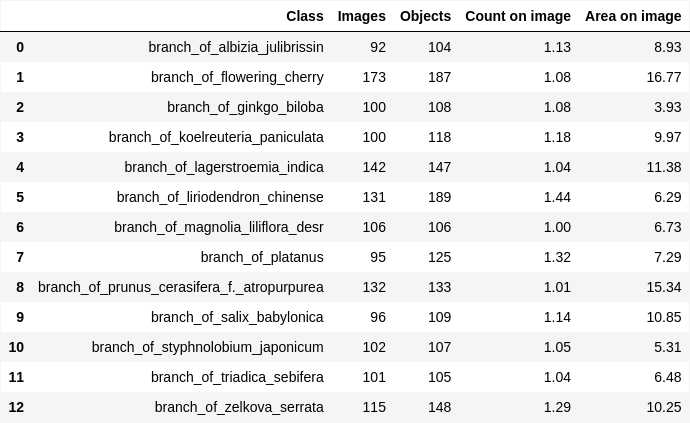 Class Images Objects Count on image Area on image
0 branch_of_albizia_julibrissin 92 104 1.13 8.93
1 branch_of_flowering_cherry 173 187 1.08 16.77
2 branch_of_ginkgo_biloba 100 108 1.08 3.93
3 branch_of_koelreuteria_paniculata 100 118 1.18 9.97
4 branch_of_lagerstroemia_indica 142 147 1.04 11.38
5 branch_of_liriodendron_chinense 131 189 1.44 6.29
6 branch_of_magnolia_liliflora_desr 106 106 1.00 6.73
7 branch_of_platanus 95 125 1.32 7.29
8 branch_of_prunus_cerasifera_f._atropurpurea 132 133 1.01 15.34
9 branch_of_salix_babylonica 96 109 1.14 10.85
10 branch_of_styphnolobium_japonicum 102 107 1.05 5.31
11 branch_of_triadica_sebifera 101 105 1.04 6.48
12 branch_of_zelkova_serrata 115 148 1.29 10.25